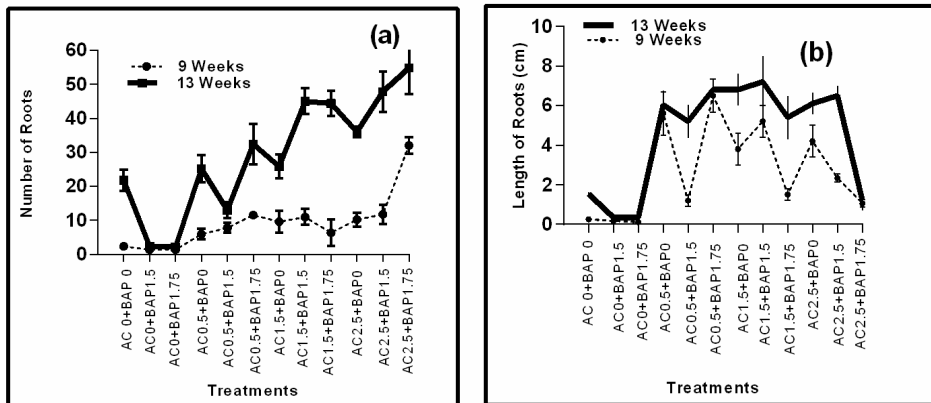 (a)
9 Weeks
13 Weeks
Number of Roots
60
50
40
30
20
10
0
AC 0+BAP 0
AC0+BAP1.5
AC0+BAP1.75
AC0.5+BAP0
AC0.5+BAP1.5
AC0.5+BAP1.75
AC1.5+BAP0
AC1.5+BAP1.5
AC1.5+BAP1.75
AC2.5+BAP0
AC2.5+BAP1.5
AC2.5+BAP1.75
Treatments
(b)
13 Weeks
9 Weeks
Length of Roots (cm)
10
8
6
4
2
0
AC 0+BAP0
AC0+BAP1.5
AC0+BAP1.75
AC0.5+BAP0
AC0.5+BAP1.5
AC0.5+BAP1.75
AC1.5+BAP0
AC1.5+BAP1.5
AC1.5+BAP1.75
AC2.5+BAP0
AC2.5+BAP1.5
AC2.5+BAP1.75
Treatments